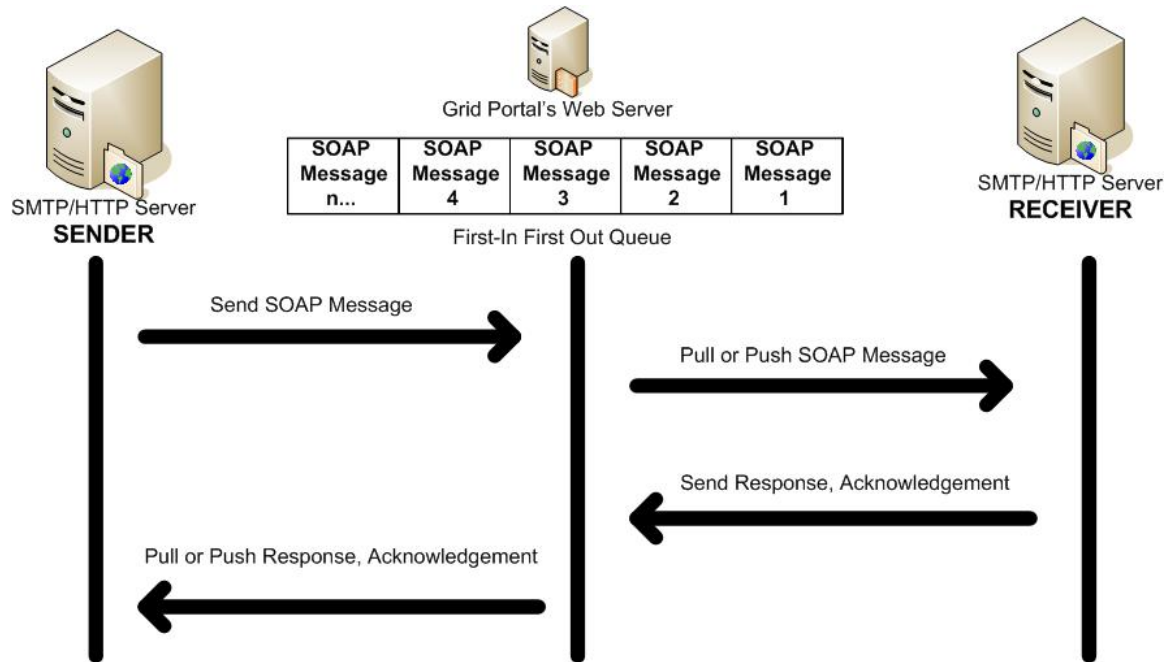 Grid Portal's Web Server
SMTP/HTTP Server
SENDER
SOAP Message n...
SOAP Message 4
SOAP Message 3
SOAP Message 2
SOAP Message 1
First-In First Out Queue
SMTP/HTTP Server
RECEIVER
Send SOAP Message
Pull or Push SOAP Message
Send Response, Acknowledgement
Pull or Push Response, Acknowledgement